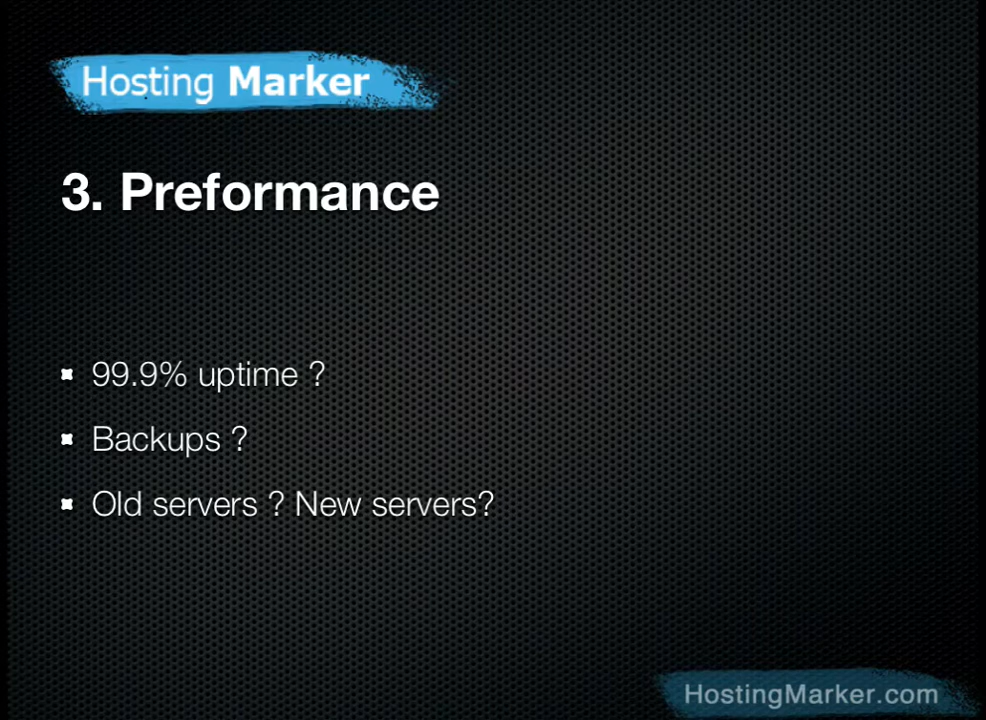 Hosting Marker
3. Preformance
99.9% uptime ?
Backups ?
Old servers ? New servers?
HostingMarker.com